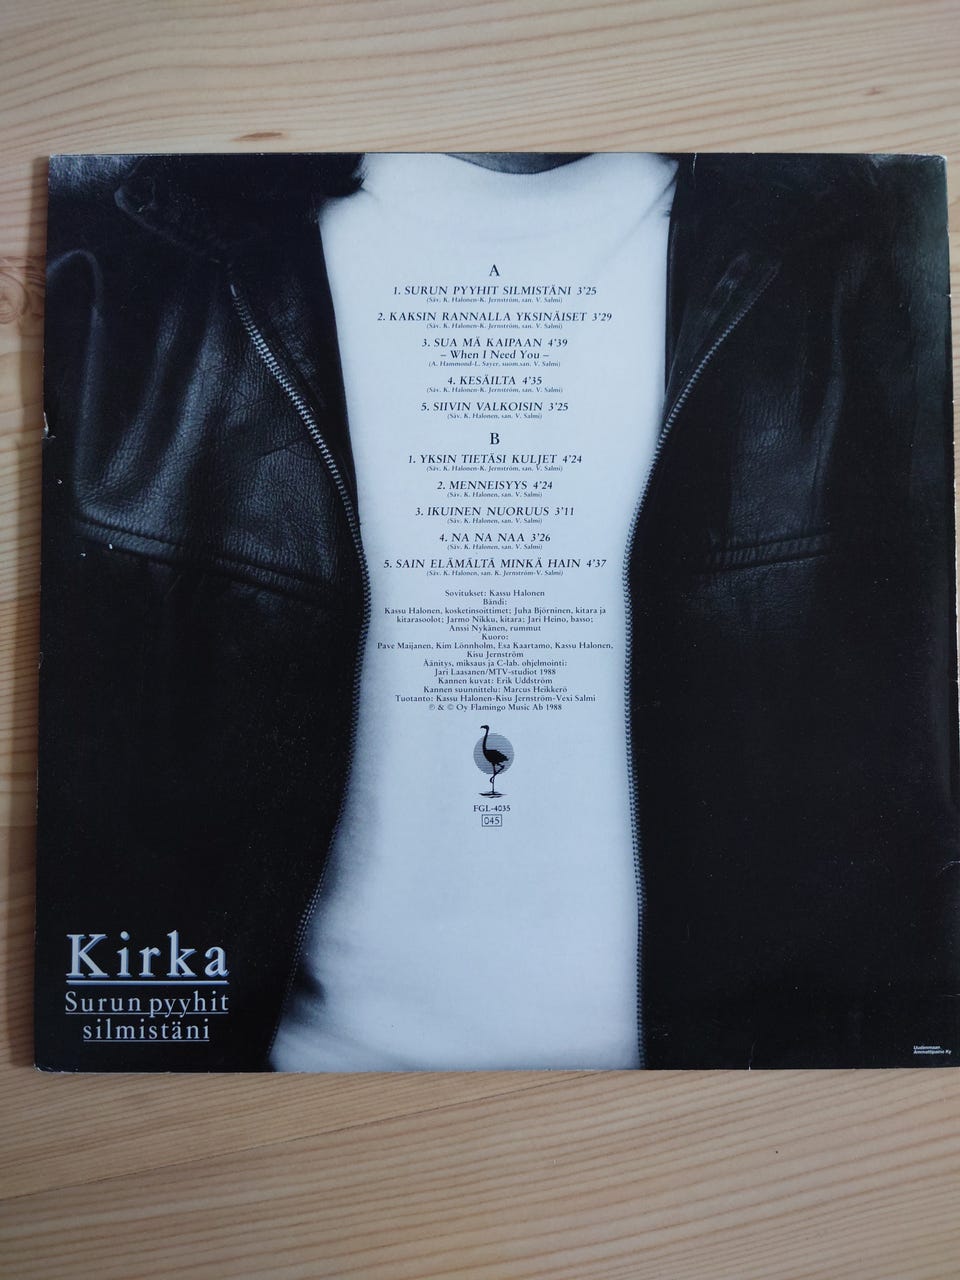 A
1. SURUN PYYHIT SILMISTÄNI 3'25
(Säv. K. Halonen-K. Jernström, san. V. Salmi)
2. KAKSIN RANNALLA YKSINÄISET 3'29
(Säv. K. Halonen-K. Jernström, san. V. Salmi)
3. SUA MÄ KAIPAAN 4'39
– When I Need You –
(A. Hammond-L. Sayer, suom.san. V. Salmi)
4. KESÄILTA 4'35
(Säv. K. Halonen-K. Jernström, san. V. Salmi)
5. SIIVIN VALKOISIN 3'25
(Säv. K. Halonen, san. V. Salmi)
B
1. YKSIN TIETÄSI KULJET 4'24
(Säv. K. Halonen-K. Jernström, san. V. Salmi)
2. MENNEISYYS 4'24
(Säv. K. Halonen, san. V. Salmi)
3. IKUINEN NUORUUS 3'11
(Säv. K. Halonen, san. V. Salmi)
4. NA NA NAA 3'26
(Säv. K. Halonen, san. V. Salmi)
5. SAIN ELÄMÄLTÄ MINKÄ HAIN 4'37
(Säv. K. Halonen, san. K. Jernström-V. Salmi)
Sovitukset: Kassu Halonen
Bändi:
Kassu Halonen, kosketinsoittimet; Juha Björninen, kitara ja
kitarasoolot; Jarmo Nikku, kitara; Jari Heino, basso;
Anssi Nykänen, rummut
Kuoro:
Pave Maijanen, Kim Lönnholm, Esa Kaartamo, Kassu Halonen,
Kisu Jernström
Äänitys, miksaus ja C-lab. ohjelmointi:
Jari Laasanen/MTV-studiot 1988
Kannen kuvat: Erik Uddström
Kannen suunnittelu: Marcus Heikkerö
Tuotanto: Kassu Halonen-Kisu Jernström-Vexi Salmi
℗ & © Oy Flamingo Music Ab 1988
FGL-4035
045
Kirka
Surun pyyhit
silmistäni
Uudenmaan
Ammattipaino Ky